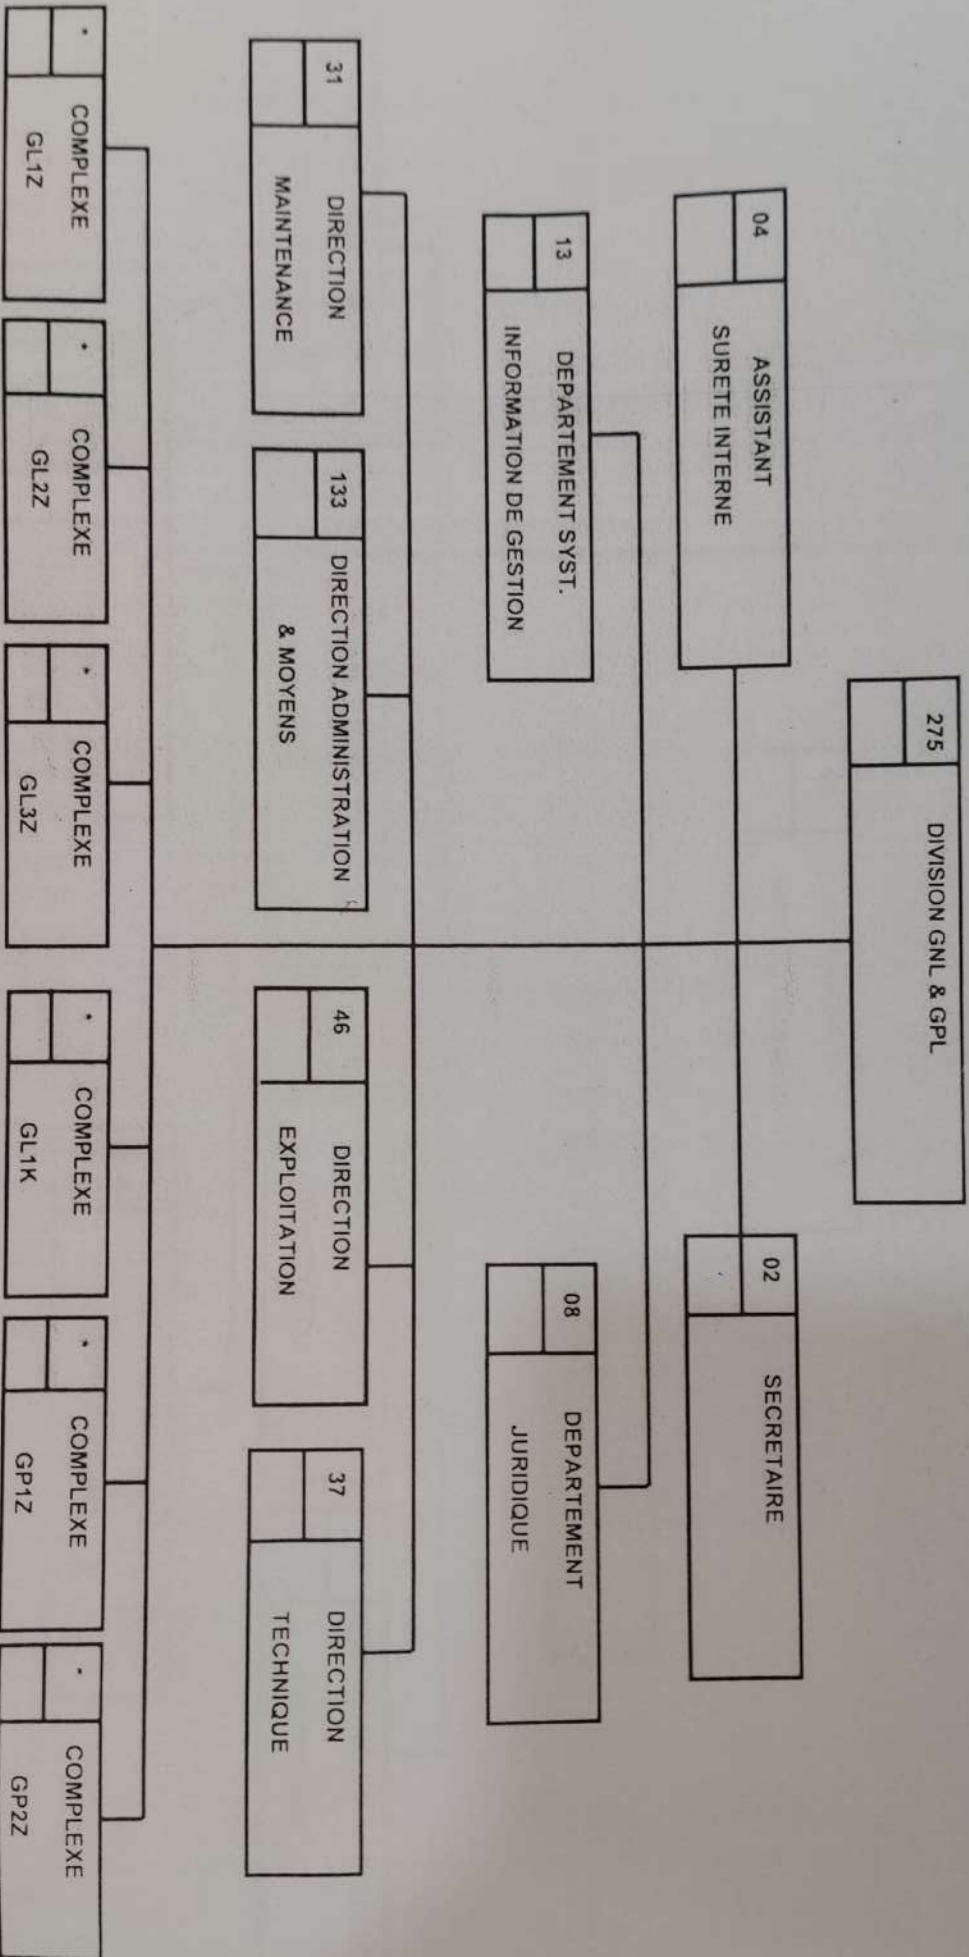 275
DIVISION GNL & GPL
04
ASSISTANT
SURETE INTERNE
02
SECRETAIRE
13
DEPARTEMENT SYST.
INFORMATION DE GESTION
08
DEPARTEMENT
JURIDIQUE
31
DIRECTION
MAINTENANCE
133
DIRECTION ADMINISTRATION
& MOYENS
46
DIRECTION
EXPLOITATION
37
DIRECTION
TECHNIQUE
*
COMPLEXE
GL1Z
*
COMPLEXE
GL2Z
*
COMPLEXE
GL3Z
*
COMPLEXE
GL1K
*
COMPLEXE
GP1Z
*
COMPLEXE
GP2Z